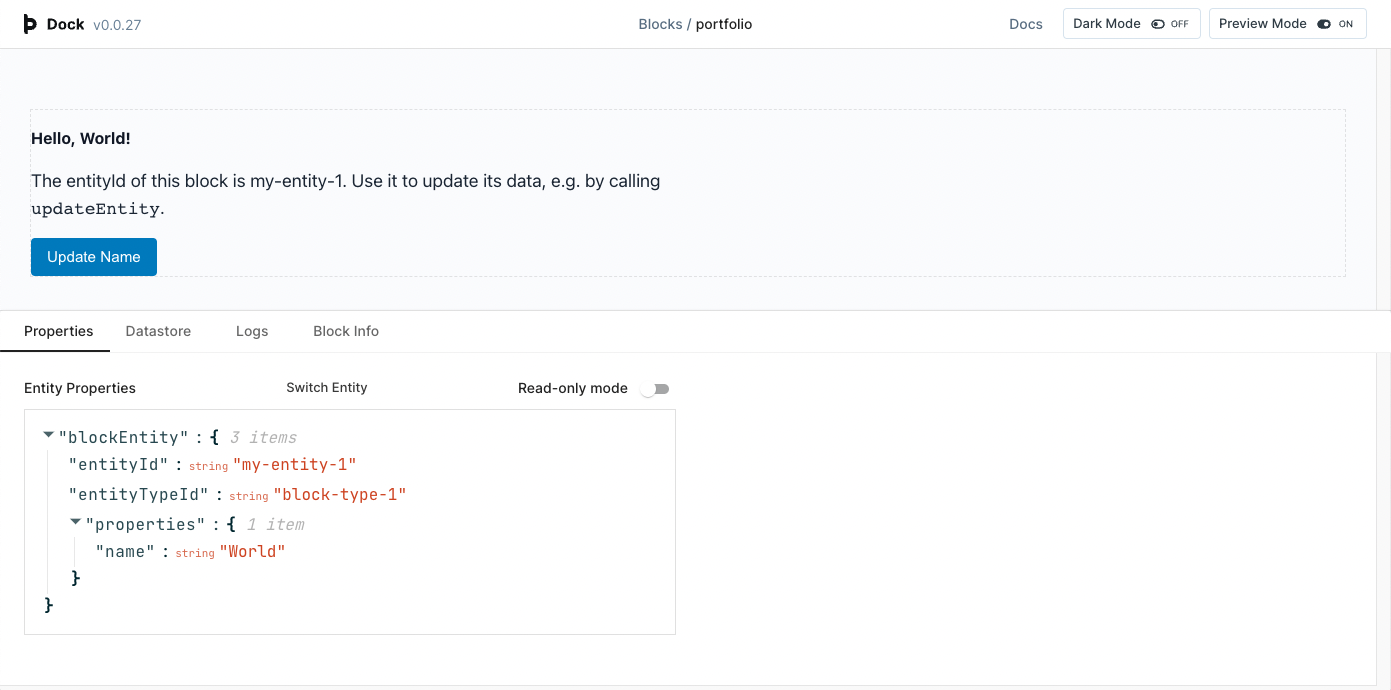 Dock v0.0.27 Blocks / portfolio Docs Dark Mode OFF Preview Mode ON
Hello, World!
The entityId of this block is my-entity-1. Use it to update its data, e.g. by calling
updateEntity.
Update Name
Properties Datastore Logs Block Info
Entity Properties Switch Entity Read-only mode
"blockEntity" : { 3 items
"entityId" : string "my-entity-1"
"entityTypeId" : string "block-type-1"
"properties" : { 1 item
"name" : string "World"
}
}